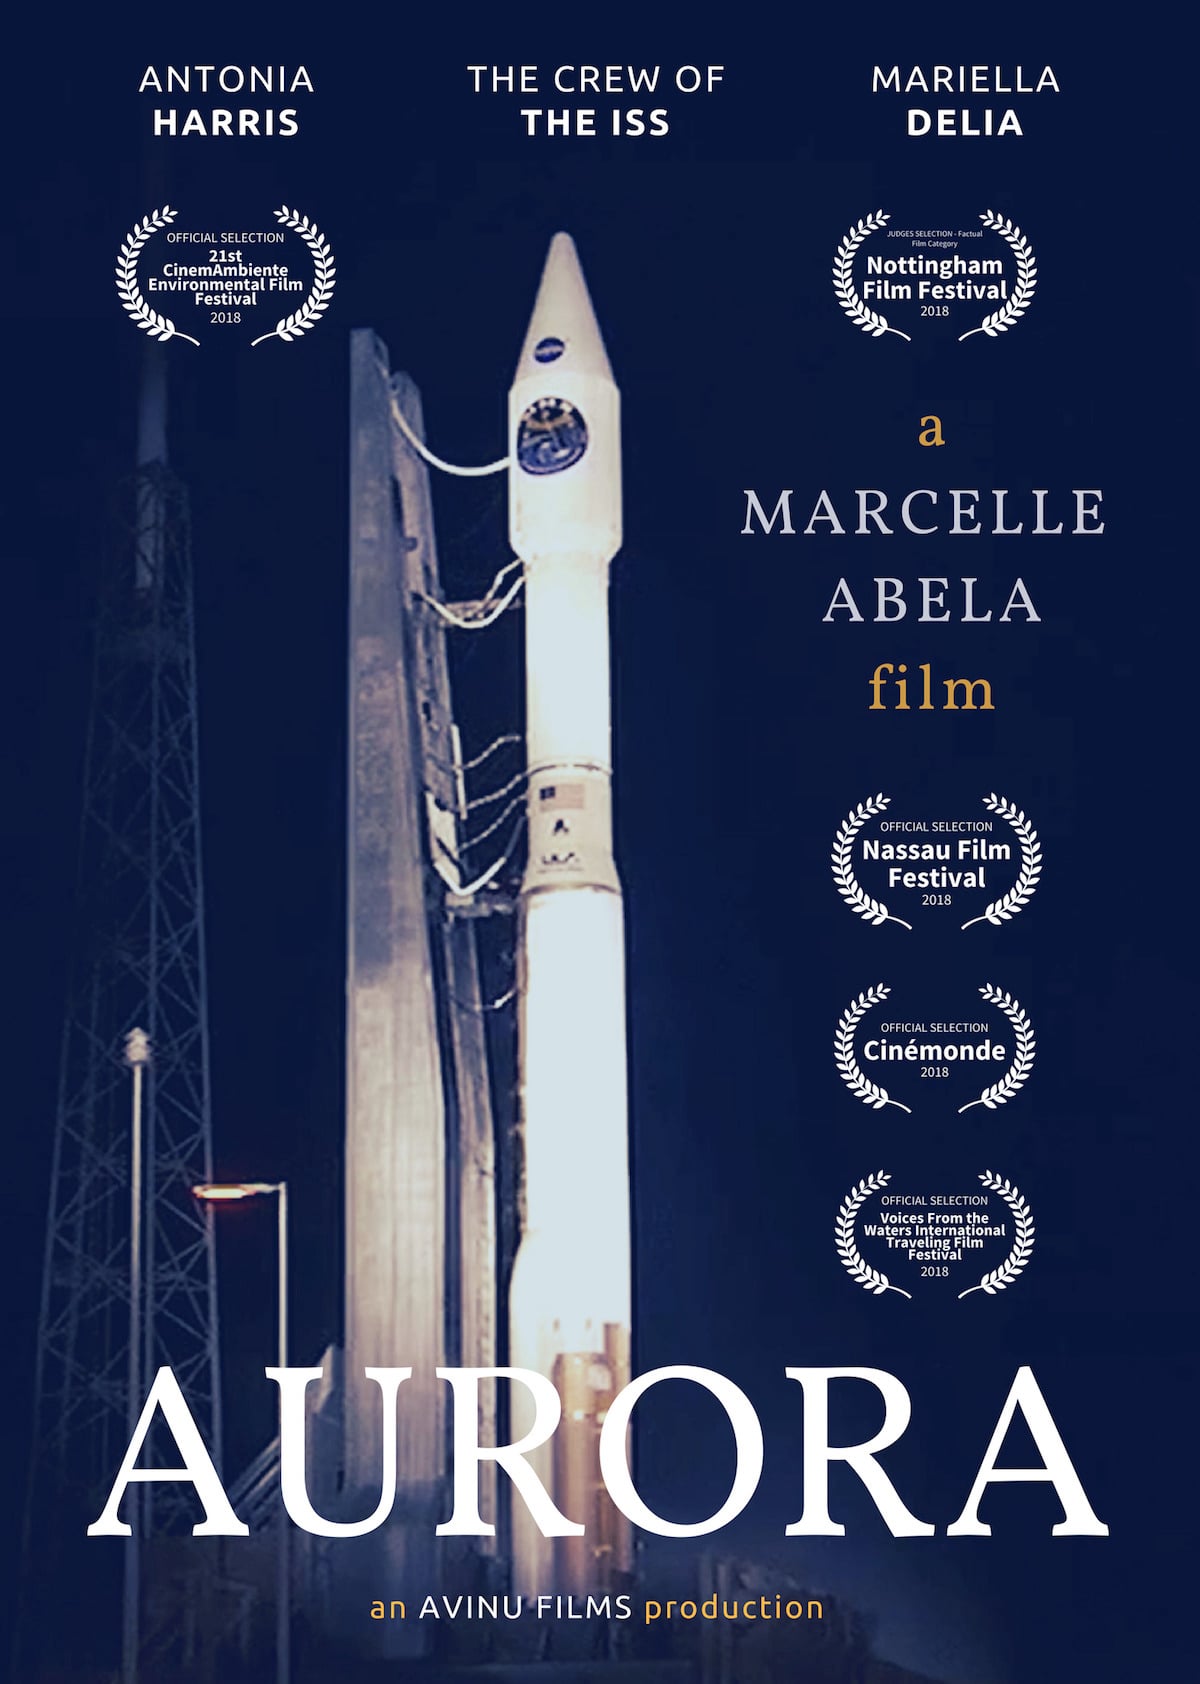 ANTONIA
HARRIS
THE CREW OF
THE ISS
MARIELLA
DELIA
OFFICIAL SELECTION
21st
CinemAmbiente
Environmental Film
Festival
2018
JUDGES SELECTION - Factual
Film Category
Nottingham
Film Festival
2018
a
MARCELLE
ABELA
film
OFFICIAL SELECTION
Nassau Film
Festival
2018
OFFICIAL SELECTION
Cinémonde
2018
OFFICIAL SELECTION
Voices From the
Waters International
Traveling Film
Festival
2018
AURORA
an AVINU FILMS production